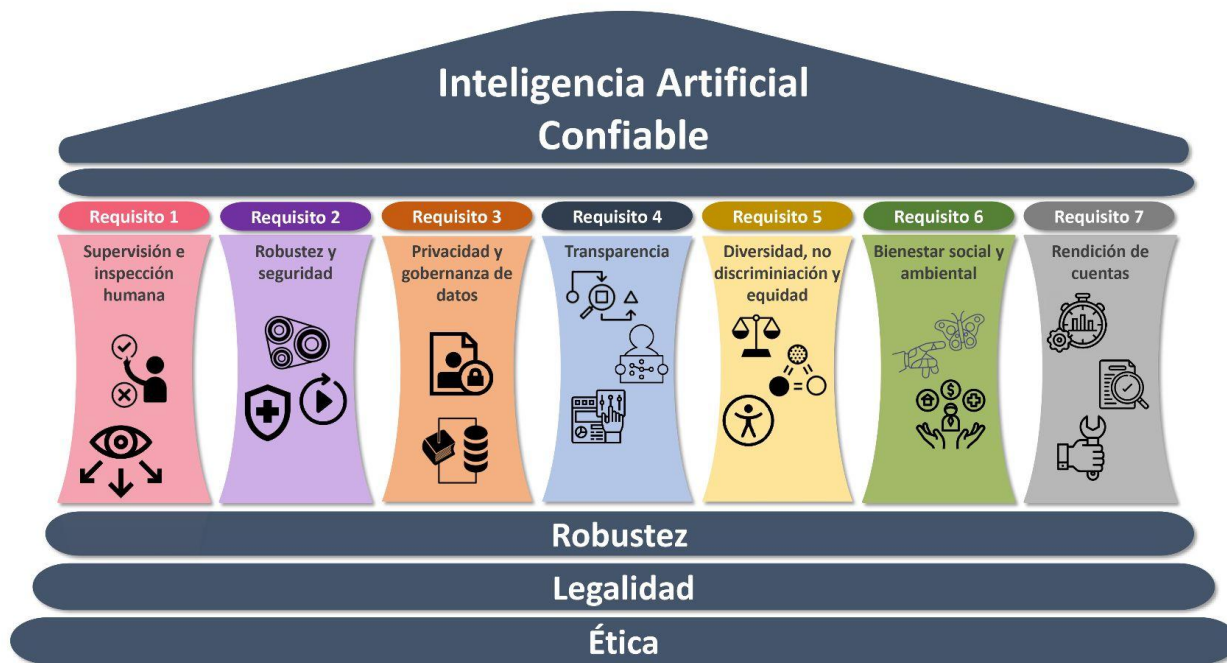 Inteligencia Artificial
Confiable
Requisito 1
Supervisión e
inspección
humana
Requisito 2
Robustez y
seguridad
Requisito 3
Privacidad y
gobernanza de
datos
Requisito 4
Transparencia
Requisito 5
Diversidad, no
discriminiación y
equidad
Requisito 6
Bienestar social y
ambiental
Requisito 7
Rendición de
cuentas
Robustez
Legalidad
Ética